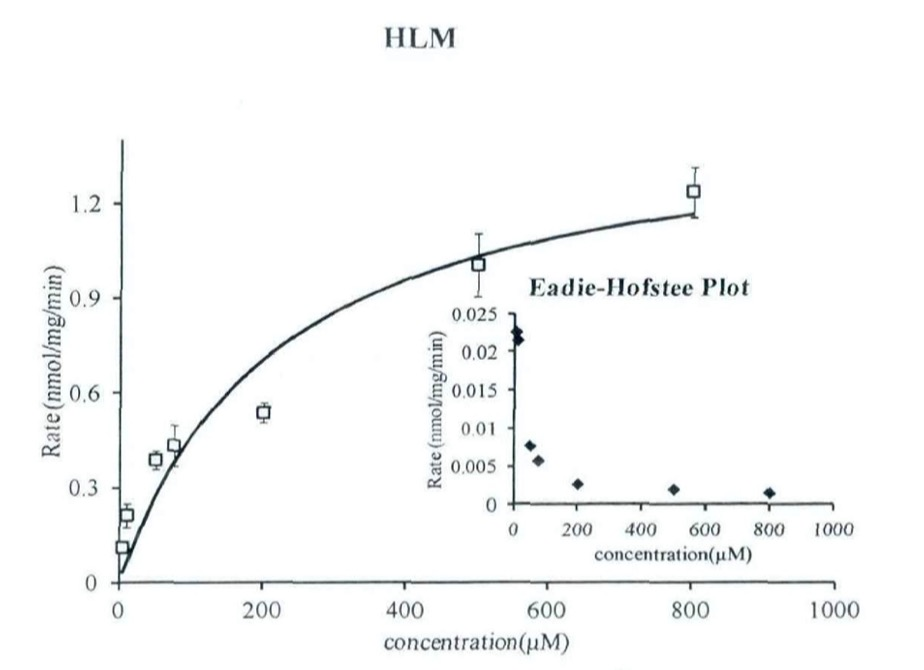 HLM
1.2
0.9
0.6
0.3
0
Rate (nmol/mg/min)
0 200 400 600 800 1000
concentration(μM)
Eadie-Hofstee Plot
0.025
0.02
0.015
0.01
0.005
0
Rate (nmol/mg/min)
0 200 400 600 800 1000
concentration(μM)